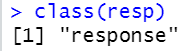 > class(resp)
[1] "response"